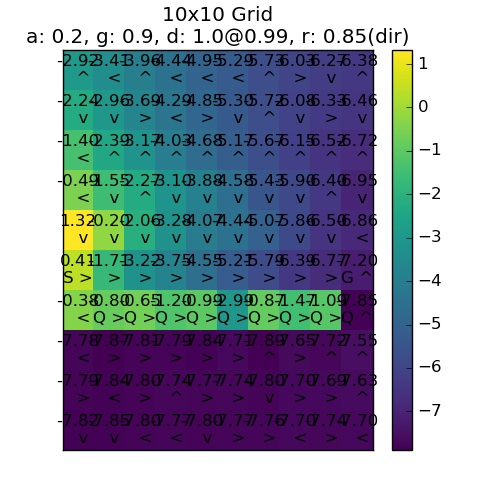 10x10 Grid
a: 0.2, g: 0.9, d: 1.0@0.99, r: 0.85(dir)
-2.92 -3.41 -3.96 -4.44 -4.95 -5.29 -5.73 -6.03 -6.27 -6.38
^ < ^ < < < ^ > v ^
-2.24 -2.96 -3.69 -4.29 -4.85 -5.30 -5.72 -6.08 -6.33 -6.46
v v > < > v ^ v > v
-1.40 -2.39 -3.17 -4.03 -4.68 -5.17 -5.67 -6.15 -6.52 -6.72
< ^ ^ ^ ^ ^ ^ ^ ^ ^
-0.49 -1.55 -2.27 -3.10 -3.88 -4.58 -5.43 -5.90 -6.40 -6.95
< v ^ v v v v v ^ v
1.32 -0.20 -2.06 -3.28 -4.07 -4.44 -5.07 -5.86 -6.50 -6.86
v v v v v v v v v <
0.41 -1.71 -3.22 -3.75 -4.55 -5.21 -5.79 -6.39 -6.77 -7.20
S > > > > > > > > > G ^
-0.38 -0.80 -0.65 -1.20 -0.99 -2.99 -0.87 -1.47 -1.09 -7.85
< Q > Q > Q > Q > Q > Q > Q > Q > Q ^
-7.78 -7.87 -7.81 -7.79 -7.84 -7.71 -7.89 -7.65 -7.72 -7.55
< > > > > > ^ > ^ ^
-7.79 -7.84 -7.80 -7.74 -7.77 -7.74 -7.80 -7.70 -7.69 -7.63
> < > ^ > > v > > ^
-7.82 -7.85 -7.80 -7.77 -7.77 -7.76 -7.70 -7.74 -7.70
v v < < v > > > > <
1
0
−1
−2
−3
−4
−5
−6
−7